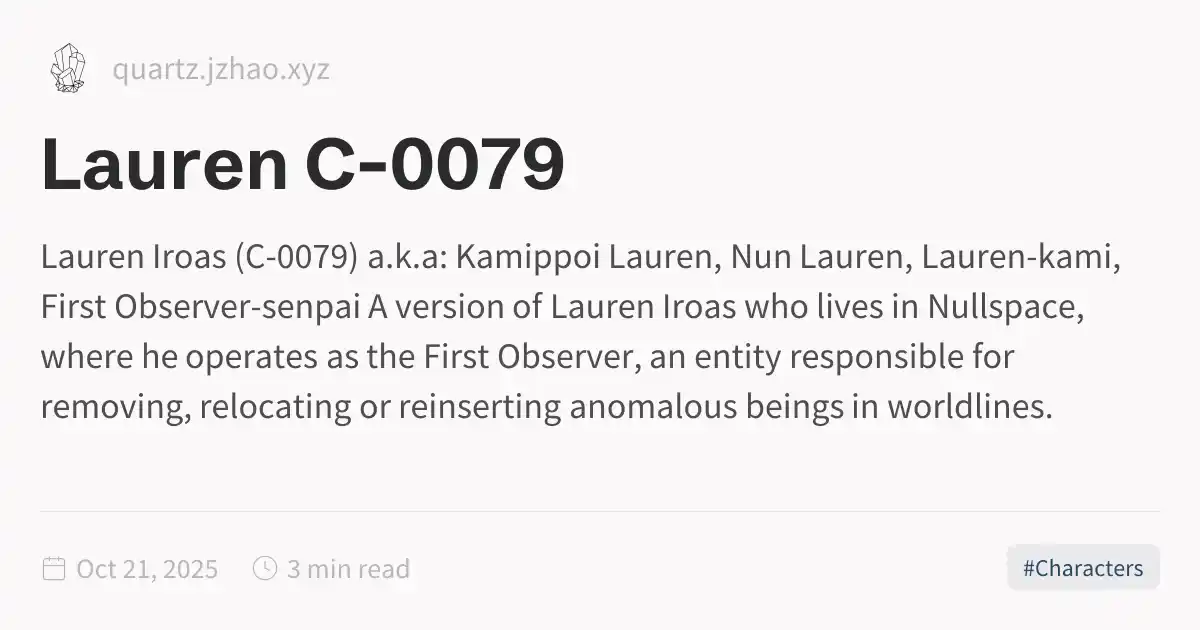 quartz.jzhao.xyz
Lauren C-0079
Lauren Iroas (C-0079) a.k.a: Kamippoi Lauren, Nun Lauren, Lauren-kami,
First Observer-senpai A version of Lauren Iroas who lives in Nullspace,
where he operates as the First Observer, an entity responsible for
removing, relocating or reinserting anomalous beings in worldlines.
Oct 21, 2025 3 min read #Characters